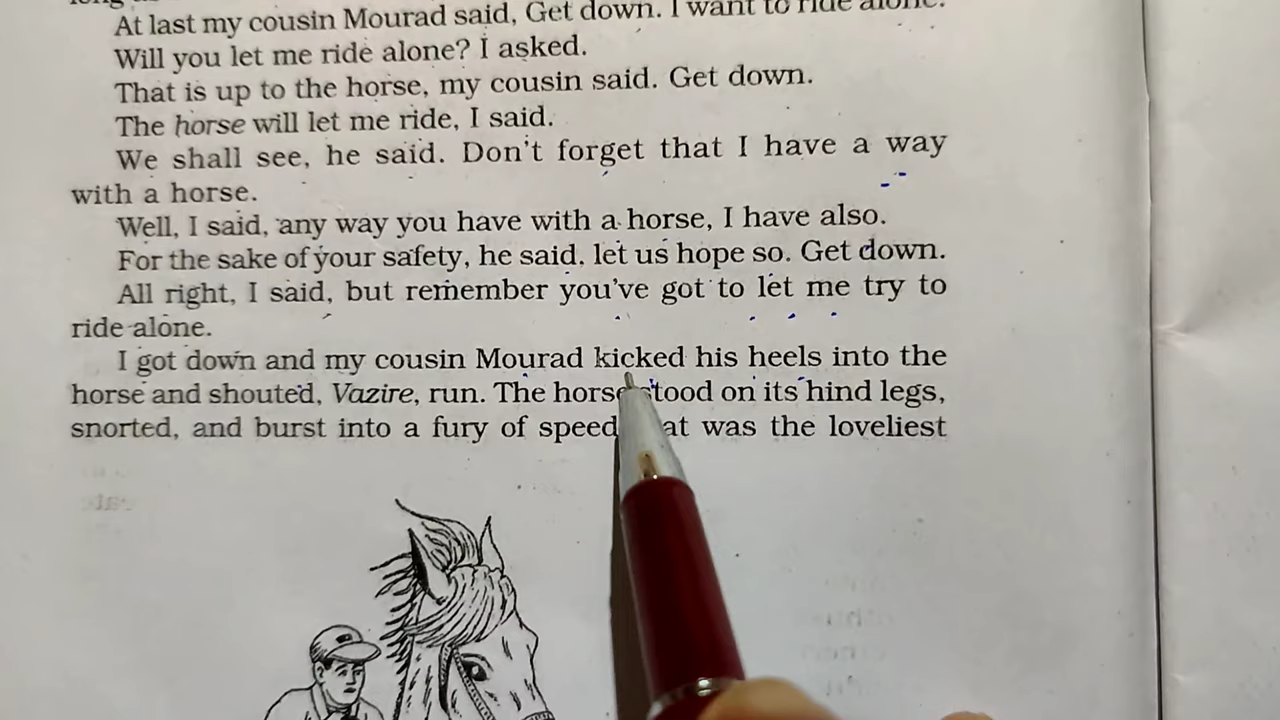 At last my cousin Mourad said, Get down. I want to ride alone.
Will you let me ride alone? I asked.
That is up to the horse, my cousin said. Get down.
The horse will let me ride, I said.
We shall see, he said. Don't forget that I have a way
with a horse.
Well, I said, any way you have with a horse, I have also.
For the sake of your safety, he said, let us hope so. Get down.
All right, I said, but remember you've got to let me try to
ride alone.
I got down and my cousin Mourad kicked his heels into the
horse and shouted, Vazire, run. The horse stood on its hind legs,
snorted, and burst into a fury of speed that was the loveliest